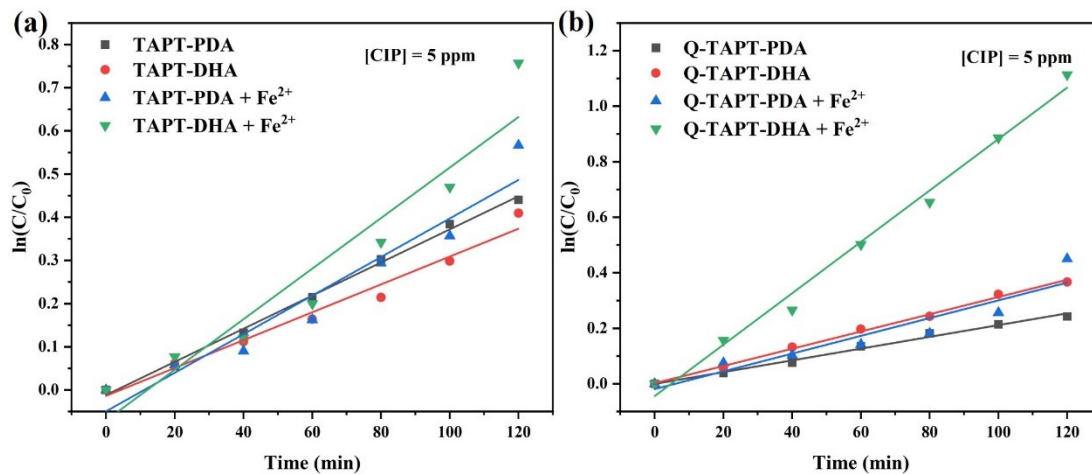 (a)
TAPT-PDA
TAPT-DHA
TAPT-PDA + Fe²⁺
TAPT-DHA + Fe²⁺
[CIP] = 5 ppm
ln(C/C₀)
0.8
0.7
0.6
0.5
0.4
0.3
0.2
0.1
0.0
0 20 40 60 80 100 120
Time (min)
(b)
Q-TAPT-PDA
Q-TAPT-DHA
Q-TAPT-PDA + Fe²⁺
Q-TAPT-DHA + Fe²⁺
[CIP] = 5 ppm
ln(C/C₀)
1.2
1.0
0.8
0.6
0.4
0.2
0.0
0 20 40 60 80 100 120
Time (min)